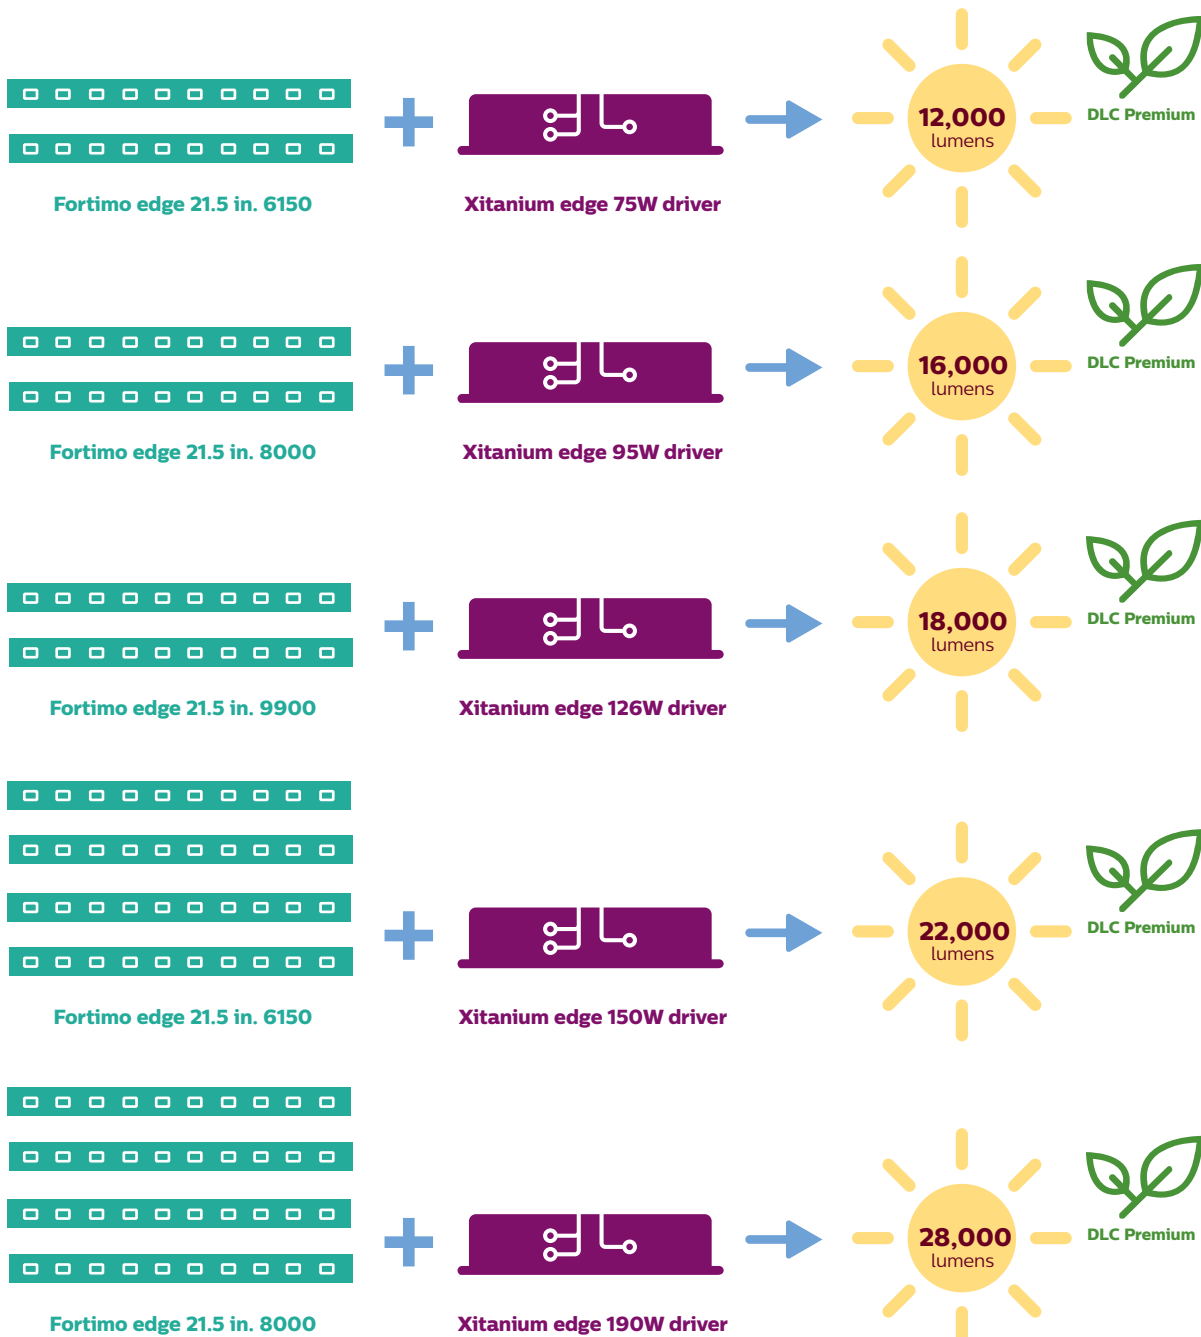 12,000
lumens
DLC Premium
Fortimo edge 21.5 in. 6150
Xitanium edge 75W driver
16,000
lumens
DLC Premium
Fortimo edge 21.5 in. 8000
Xitanium edge 95W driver
18,000
lumens
DLC Premium
Fortimo edge 21.5 in. 9900
Xitanium edge 126W driver
22,000
lumens
DLC Premium
Fortimo edge 21.5 in. 6150
Xitanium edge 150W driver
28,000
lumens
DLC Premium
Fortimo edge 21.5 in. 8000
Xitanium edge 190W driver